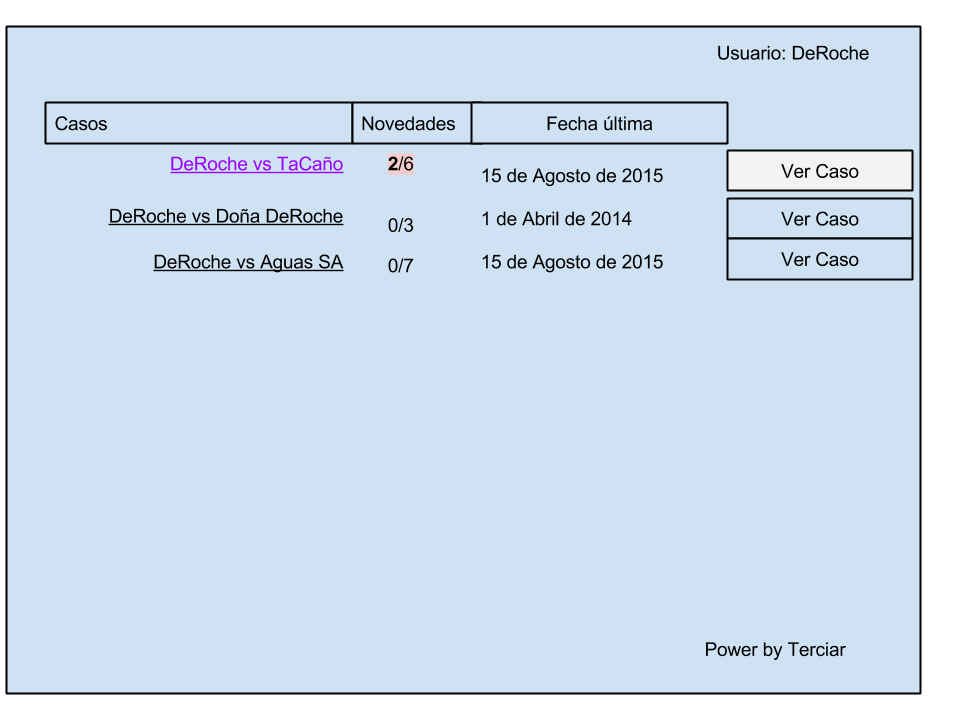 Usuario: DeRoche
Casos Novedades Fecha última
DeRoche vs TaCaño 2/6 15 de Agosto de 2015 Ver Caso
DeRoche vs Doña DeRoche 0/3 1 de Abril de 2014 Ver Caso
DeRoche vs Aguas SA 0/7 15 de Agosto de 2015 Ver Caso
Power by Terciar